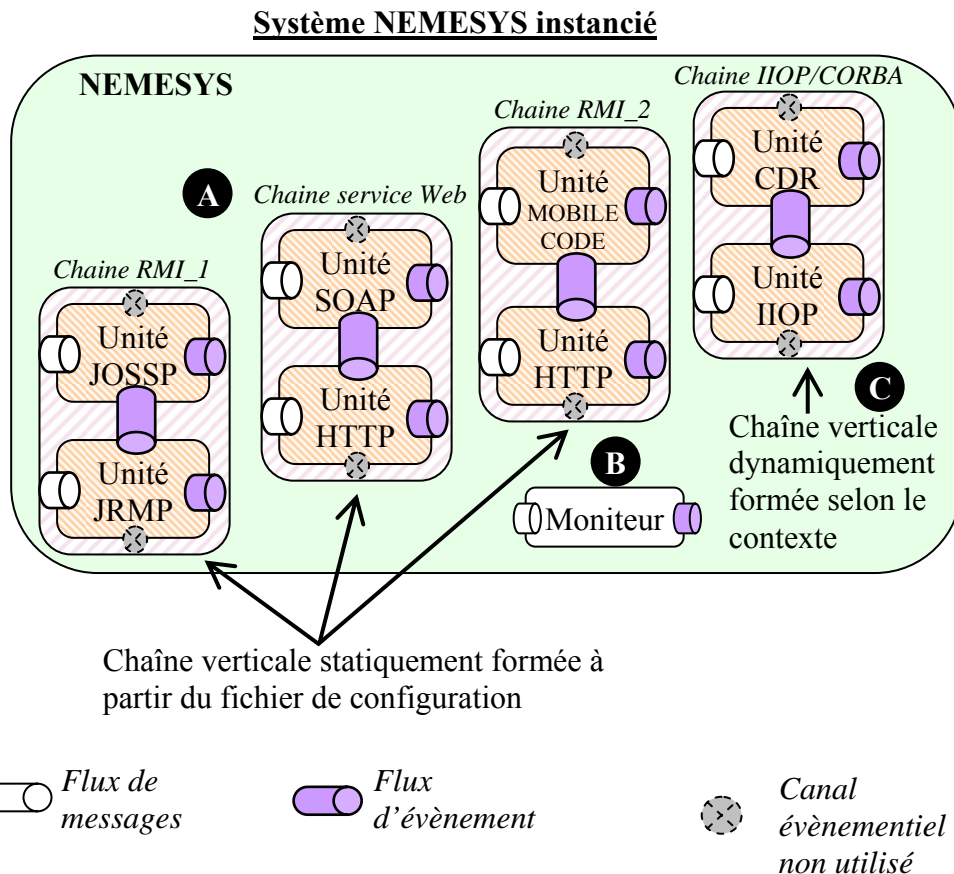 Système NEMESYS instancié
NEMESYS
Chaine IIOP/CORBA
Chaine RMI_2
Unité
CDR
Unité
IIOP
Unité
MOBILE
CODE
Unité
HTTP
A
Chaine service Web
Unité
SOAP
Unité
HTTP
Chaine RMI_1
Unité
JOSSP
Unité
JRMP
B
Moniteur
C
Chaîne verticale
dynamiquement
formée selon le
contexte
Chaîne verticale statiquement formée à
partir du fichier de configuration
Flux de
messages
Flux
d'évènement
Canal
évènementiel
non utilisé